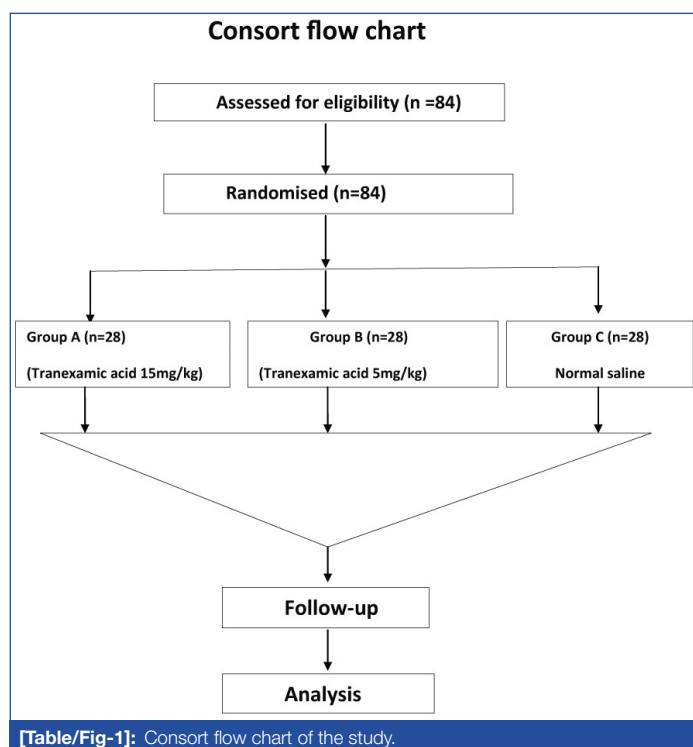 Consort flow chart
Assessed for eligibility (n =84)
Randomised (n=84)
Group A (n=28)
(Tranexamic acid 15mg/kg)
Group B (n=28)
(Tranexamic acid 5mg/kg)
Group C (n=28)
Normal saline
Follow-up
Analysis
[Table/Fig-1]: Consort flow chart of the study.